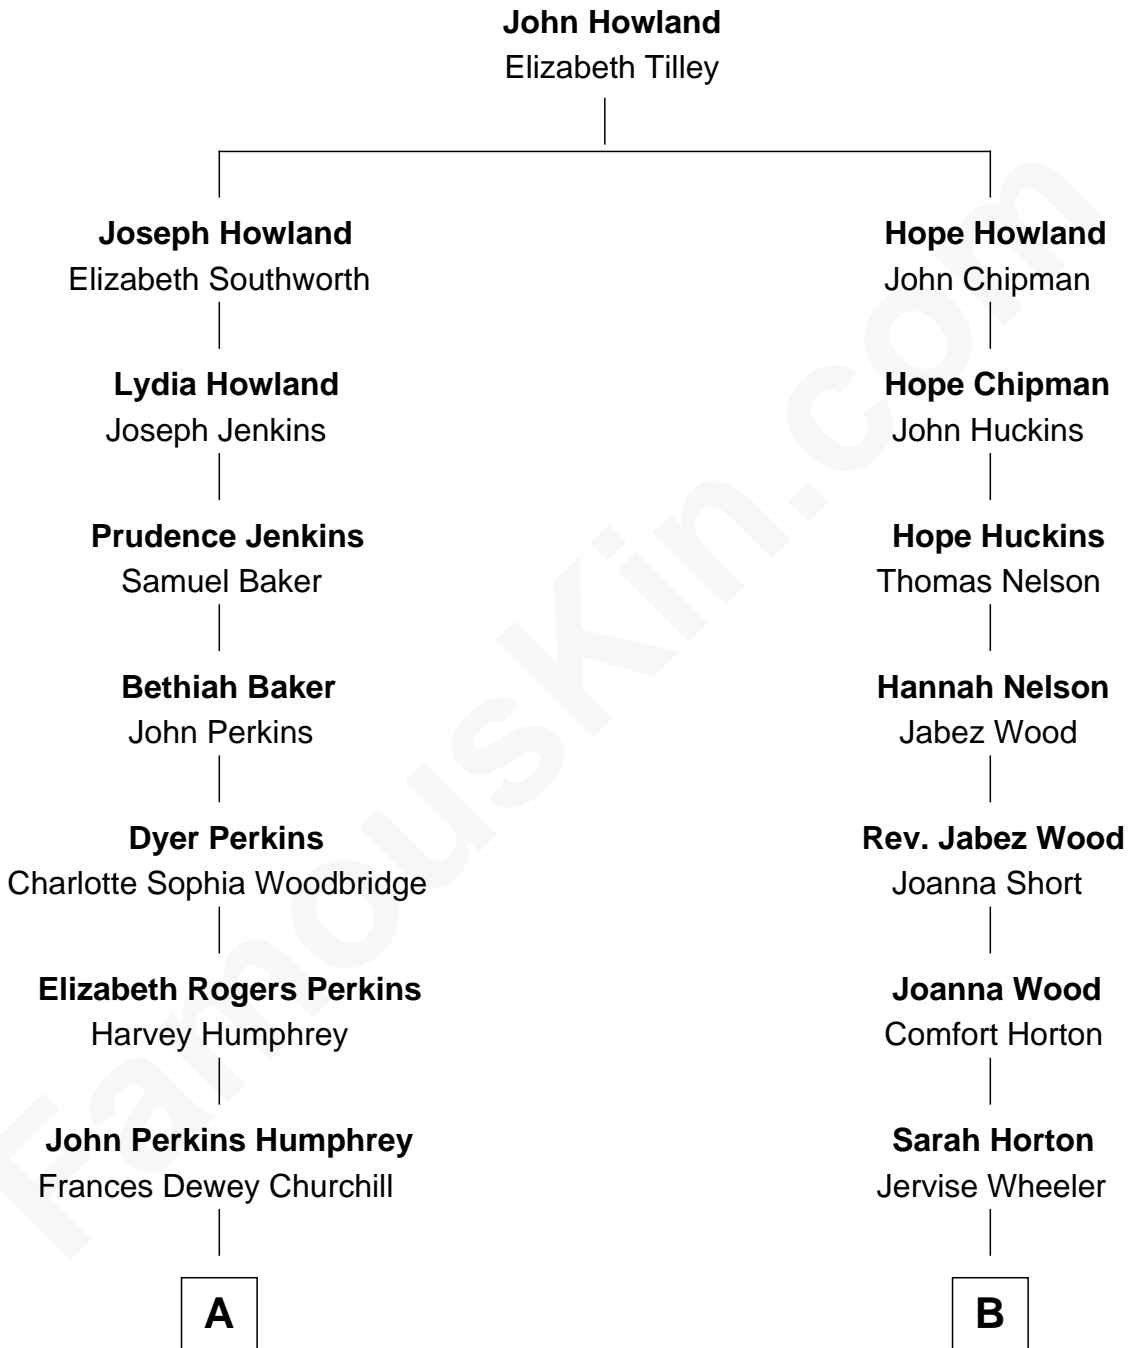 John Howland
Elizabeth Tilley
Joseph Howland
Elizabeth Southworth
Hope Howland
John Chipman
Lydia Howland
Joseph Jenkins
Hope Chipman
John Huckins
Prudence Jenkins
Samuel Baker
Hope Huckins
Thomas Nelson
Bethiah Baker
John Perkins
Hannah Nelson
Jabez Wood
Dyer Perkins
Charlotte Sophia Woodbridge
Rev. Jabez Wood
Joanna Short
Elizabeth Rogers Perkins
Harvey Humphrey
Joanna Wood
Comfort Horton
John Perkins Humphrey
Frances Dewey Churchill
Sarah Horton
Jervise Wheeler
A
B
FamousKin.com